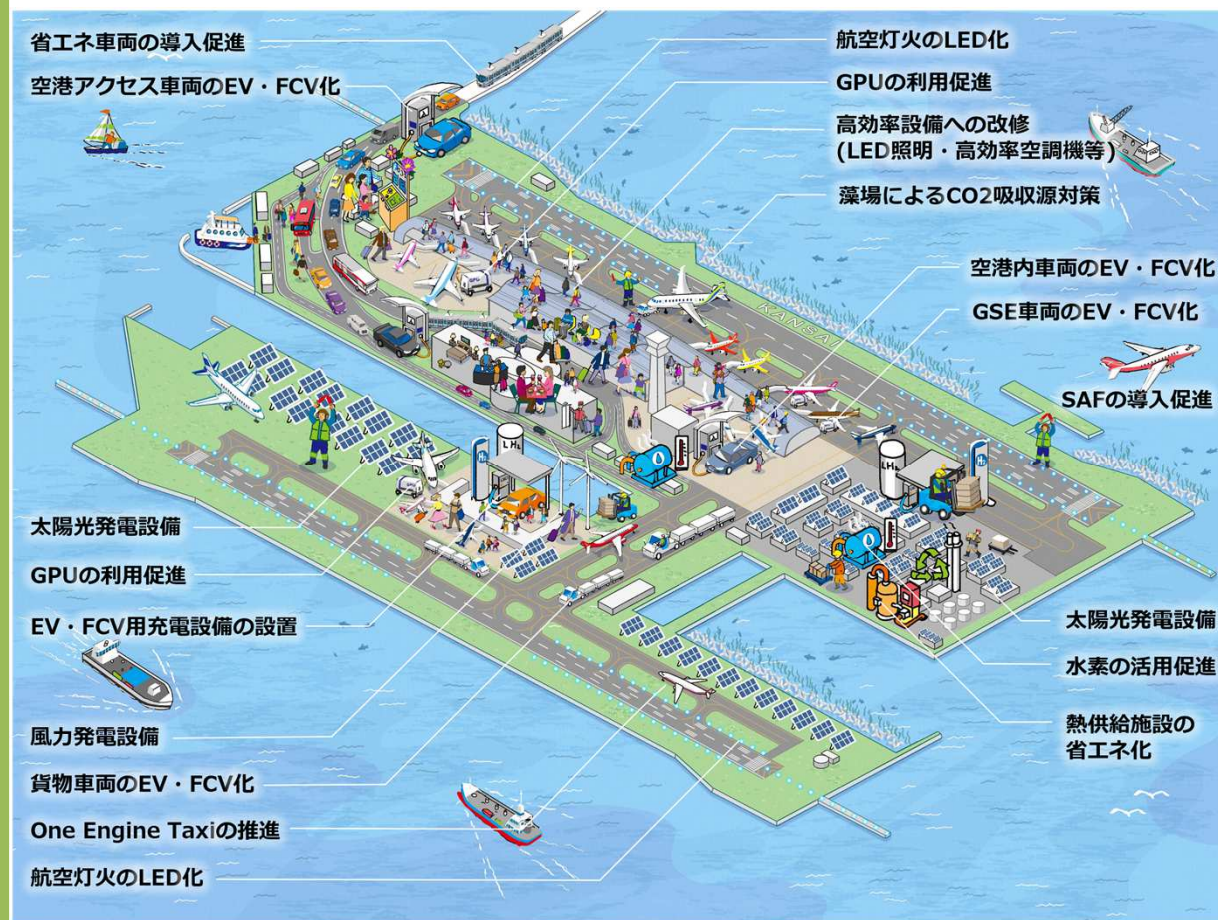 省エネ車両の導入促進
空港アクセス車両のEV・FCV化
航空灯火のLED化
GPUの利用促進
高効率設備への改修
(LED照明・高効率空調機等)
藻場によるCO2吸収源対策
空港内車両のEV・FCV化
GSE車両のEV・FCV化
SAFの導入促進
KANSAI
LH₂
H₂
LH₂
H₂
太陽光発電設備
GPUの利用促進
EV・FCV用充電設備の設置
風力発電設備
貨物車両のEV・FCV化
One Engine Taxiの推進
航空灯火のLED化
太陽光発電設備
水素の活用促進
熱供給施設の
省エネ化